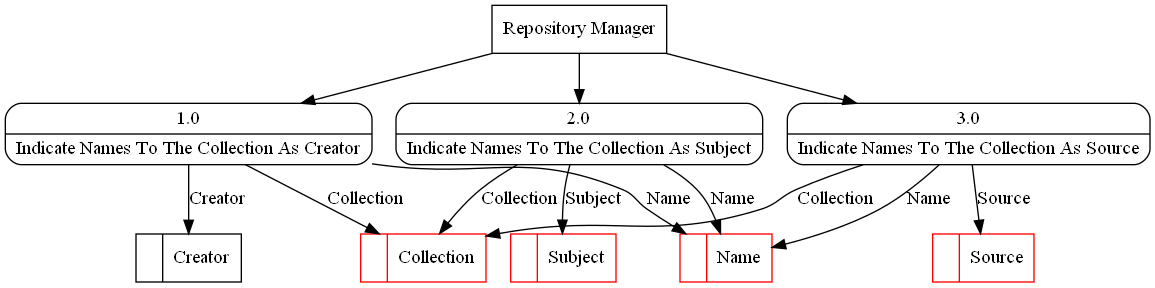 Repository Manager
1.0
Indicate Names To The Collection As Creator
2.0
Indicate Names To The Collection As Subject
3.0
Indicate Names To The Collection As Source
Creator
Collection
Collection
Subject
Name
Name
Collection
Name
Source
Creator
Collection
Subject
Name
Source